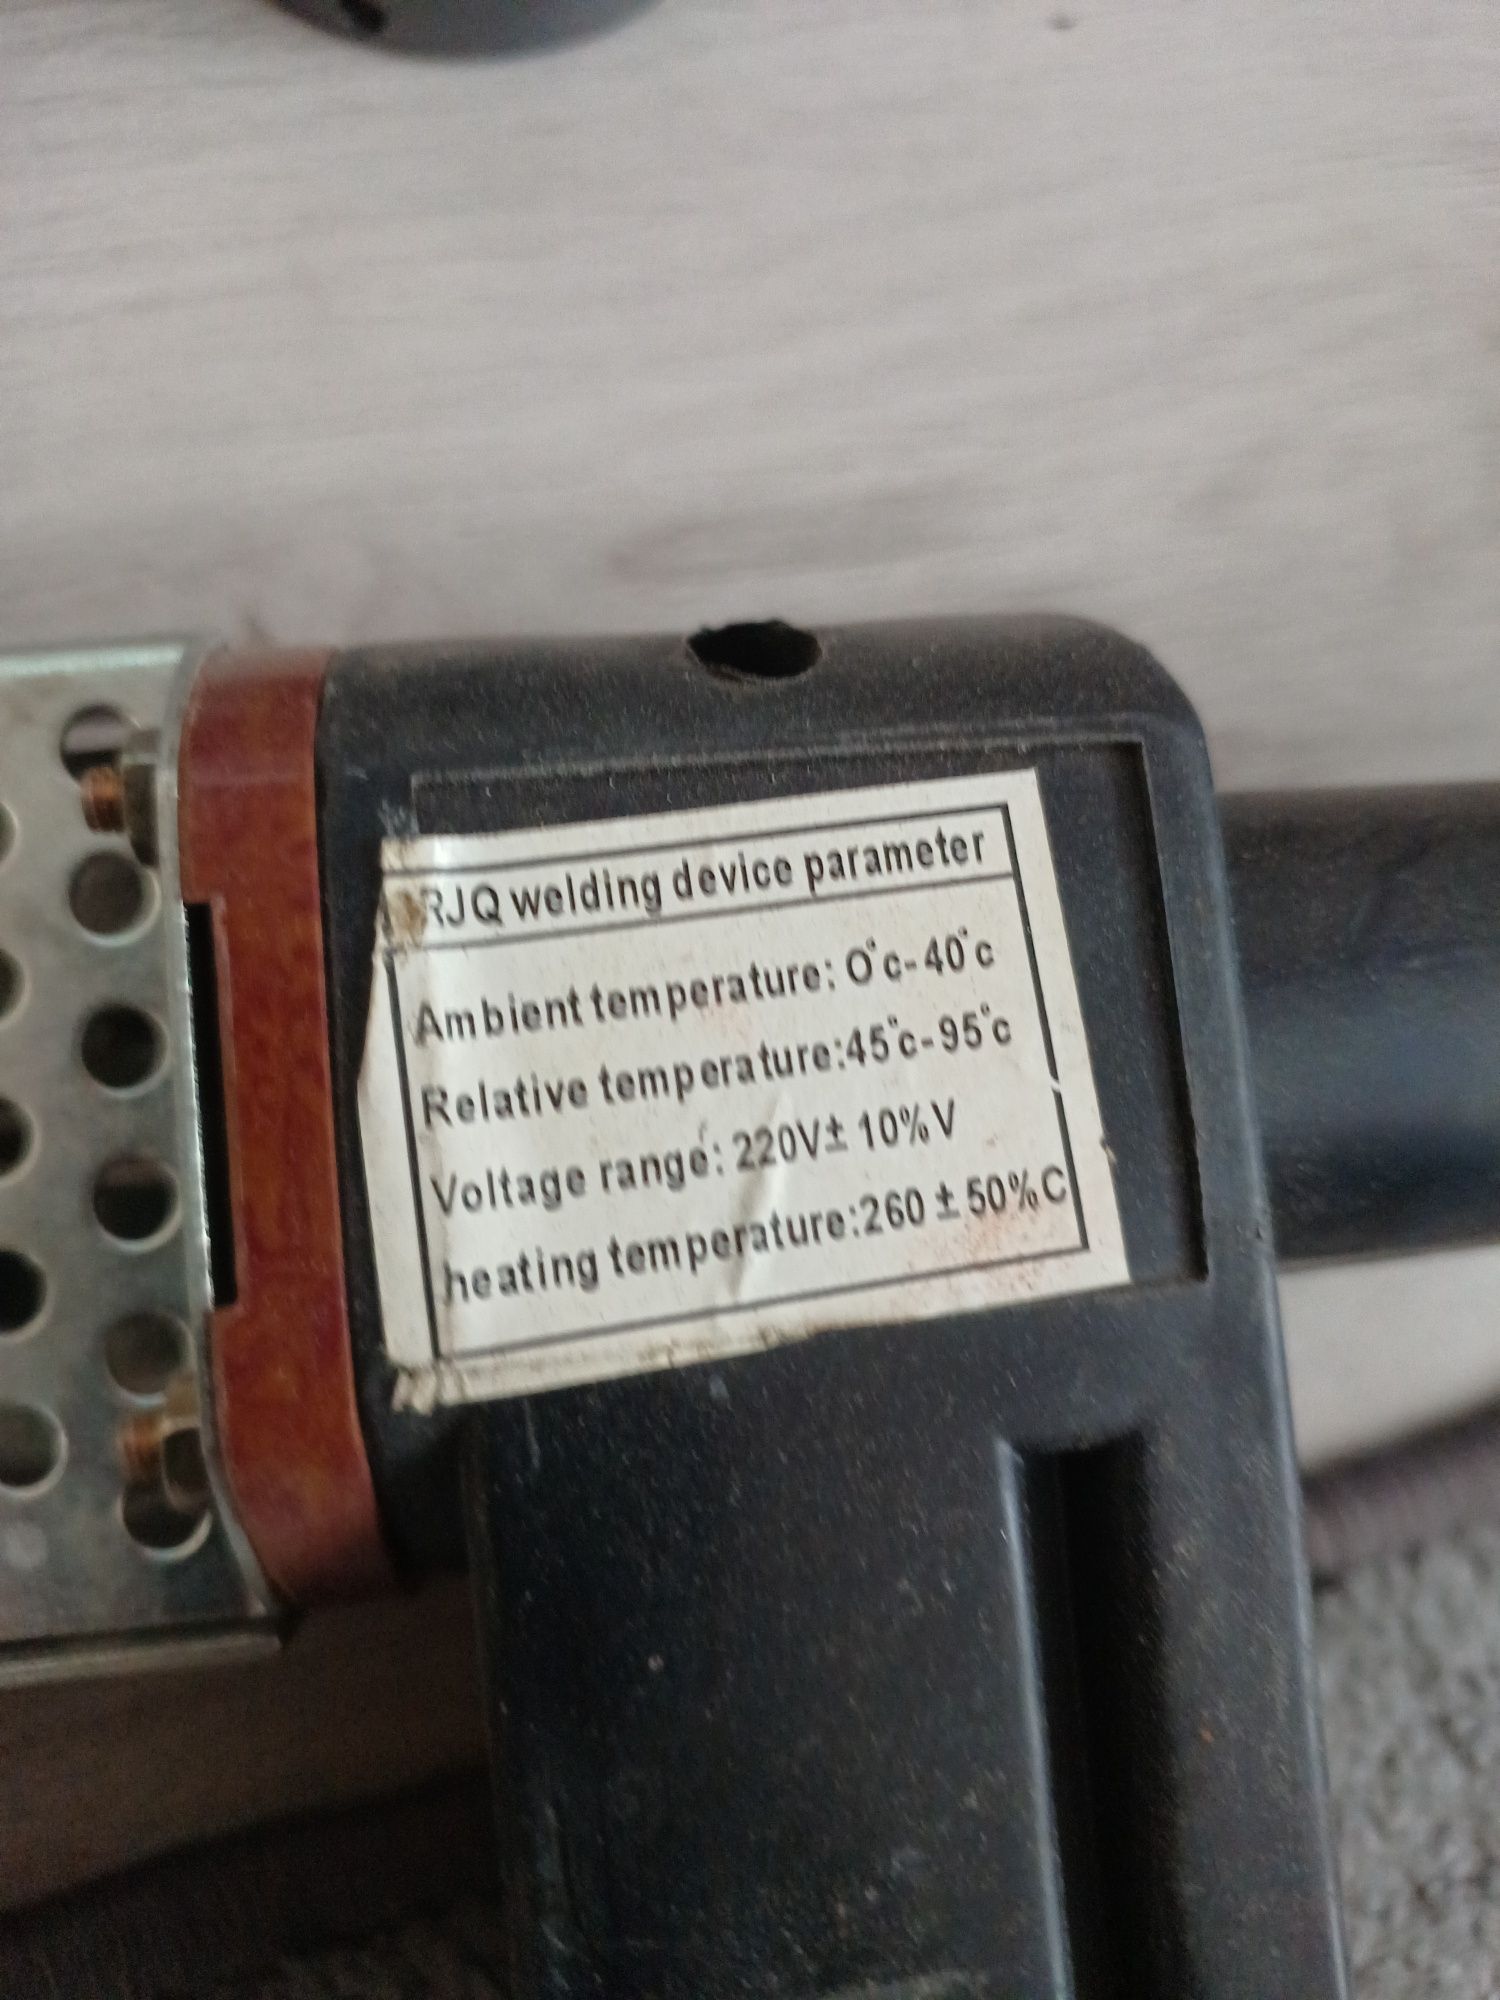 RJQ welding device parameter
Ambient temperature: 0°c-40°c
Relative temperature:45°c-95°c
Voltage range: 220V± 10%V
heating temperature:260 ± 50%C